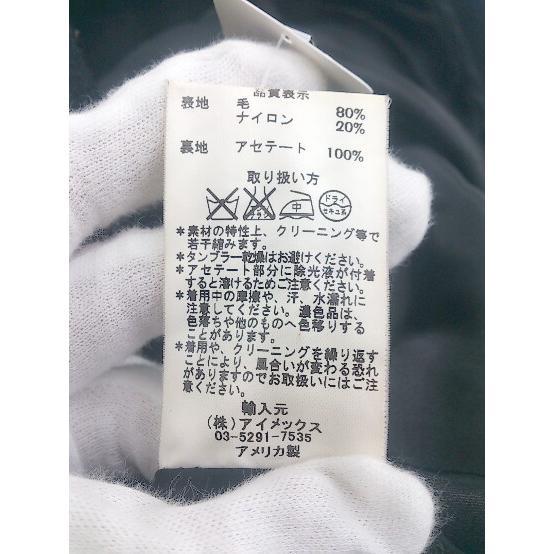 品質表示
表地 毛 80%
ナイロン 20%
裏地 アセテート 100%
取り扱い方
中 ドライ セキユ系
*素材の特性上、クリーニング等で
若干縮みます。
*タンブラー乾燥はお避けください。
*アセテート部分に除光液が付着
すると溶けるためご注意ください。
*着用中の摩擦や、汗、水濡れに
注意してください。濃色品は、
色落ちや他のものへ色移りする
ことがあります。
*着用や、クリーニングを繰り返す
ことにより、風合いが変わる恐れ
がありますのでお取扱いにはご注
意ください。
輸入元
(株)アイメックス
03-5291-7535
アメリカ製